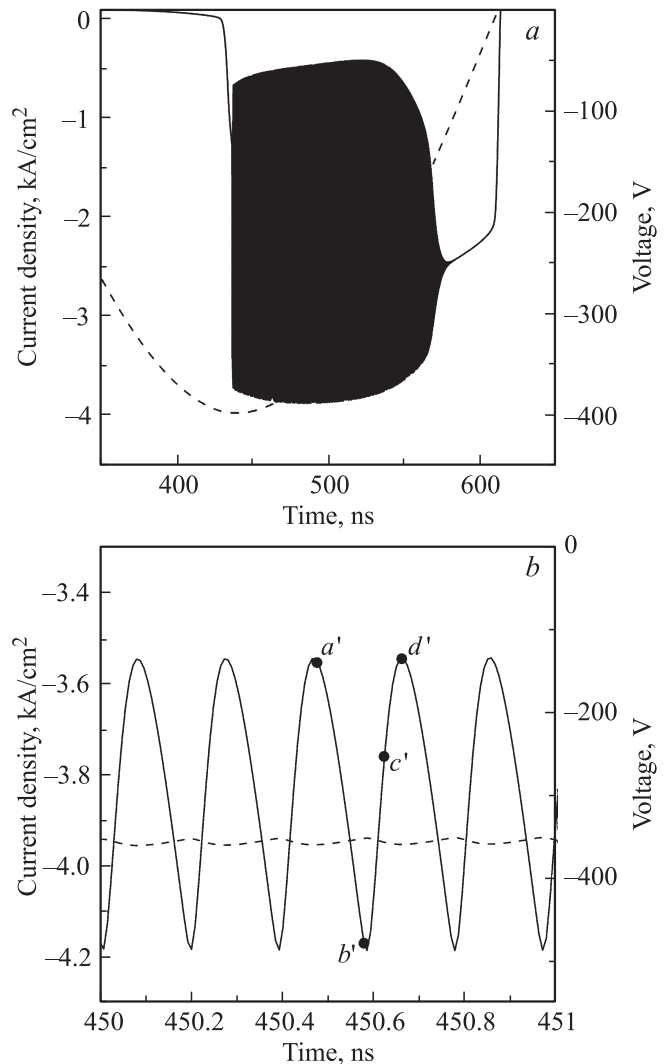 0
a
–1
–100
–2
–200
–3
–300
–4
–400
Current density, kA/cm2
Voltage, V
400
500
600
Time, ns
0
b
–3.4
a'
d'
–3.6
–200
c'
–3.8
–4.0
–400
b'
–4.2
Current density, kA/cm2
Voltage, V
450
450.2
450.4
450.6
450.8
451
Time, ns